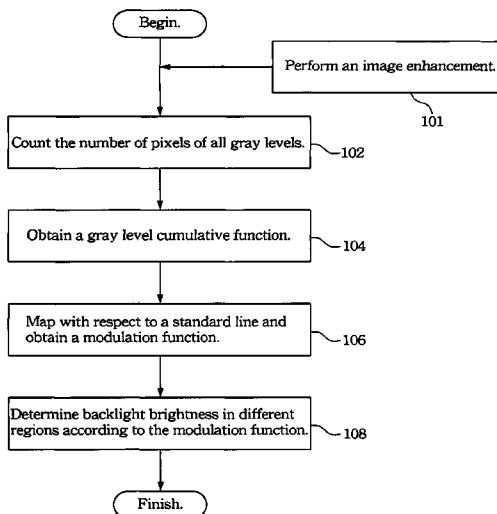 Begin.
Perform an image enhancement.
101
Count the number of pixels of all gray levels.
102
Obtain a gray level cumulative function.
104
Map with respect to a standard line and
obtain a modulation function.
106
Determine backlight brightness in different
regions according to the modulation function.
108
Finish.